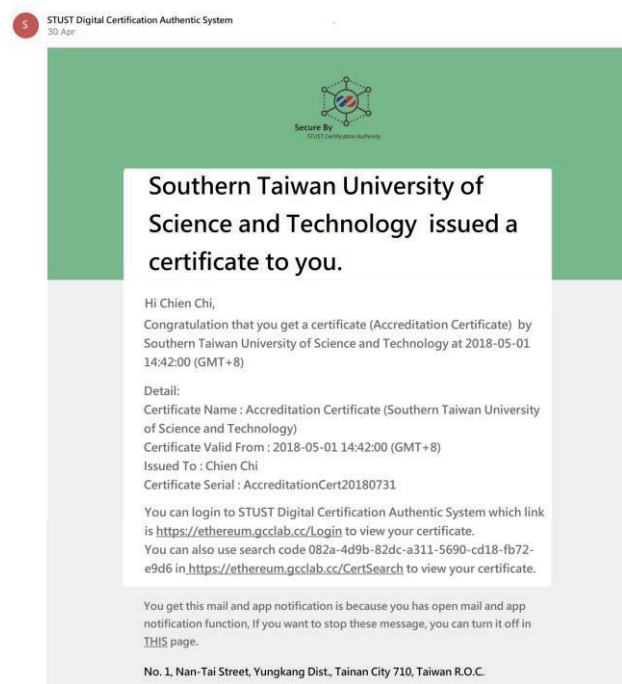 S
STUST Digital Certification Authentic System
30 Apr
Secure By
STUST Certification Authority
Southern Taiwan University of
Science and Technology issued a
certificate to you.
Hi Chien Chi,
Congratulation that you get a certificate (Accreditation Certificate) by
Southern Taiwan University of Science and Technology at 2018-05-01
14:42:00 (GMT+8)
Detail:
Certificate Name : Accreditation Certificate (Southern Taiwan University
of Science and Technology)
Certificate Valid From : 2018-05-01 14:42:00 (GMT+8)
Issued To : Chien Chi
Certificate Serial : AccreditationCert20180731
You can login to STUST Digital Certification Authentic System which link
is https://ethereum.gcclab.cc/Login to view your certificate.
You can also use search code 082a-4d9b-82dc-a311-5690-cd18-fb72-
e9d6 in https://ethereum.gcclab.cc/CertSearch to view your certificate.
You get this mail and app notification is because you has open mail and app
notification function, If you want to stop these message, you can turn it off in
THIS page.
No. 1, Nan-Tai Street, Yungkang Dist., Tainan City 710, Taiwan R.O.C.